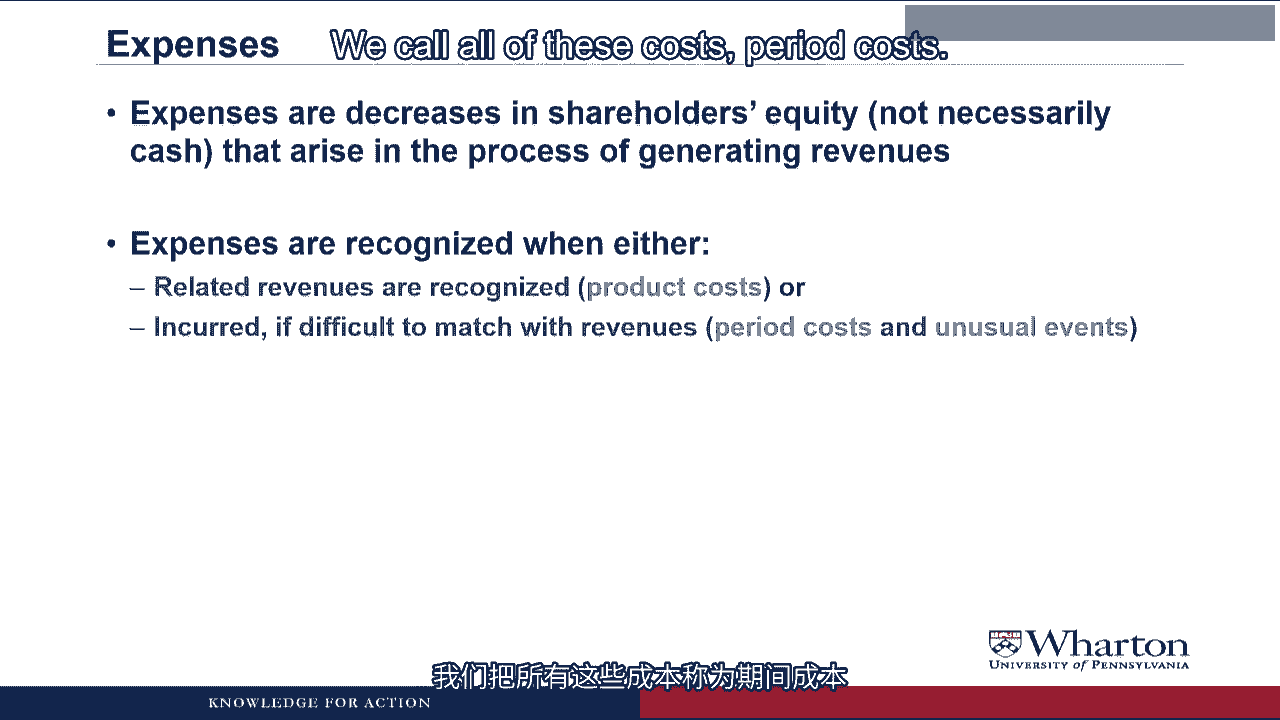 Expenses
We call all of these costs, period costs.
• Expenses are decreases in shareholders’ equity (not necessarily
cash) that arise in the process of generating revenues
• Expenses are recognized when either:
– Related revenues are recognized (product costs) or
– Incurred, if difficult to match with revenues (period costs and unusual events)
Wharton
UNIVERSITY of PENNSYLVANIA
我们把所有这些成本称为期间成本
KNOWLEDGE FOR ACTION